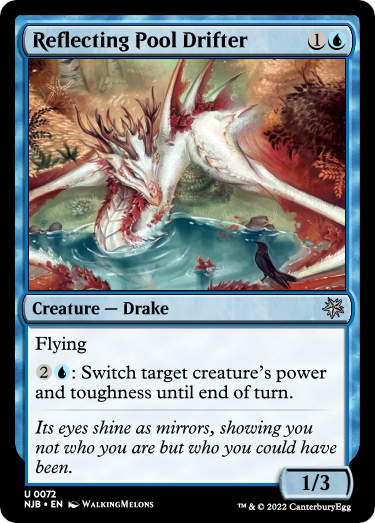 Reflecting Pool Drifter 1
Creature — Drake
Flying
2: Switch target creature's power
and toughness until end of turn.
Its eyes shine as mirrors, showing you
not who you are but who you could have
been.
1/3
U 0072
NJB • EN WalkingMelons
™ & © 2022 CanterburyEgg